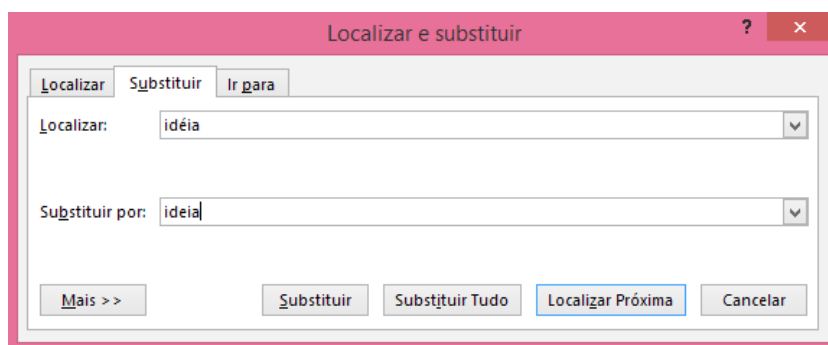 Localizar e substituir ? ×
Localizar Substituir Ir para
Localizar: idéia
Substituir por: ideia
Mais >> Substituir Substituir Tudo Localizar Próxima Cancelar